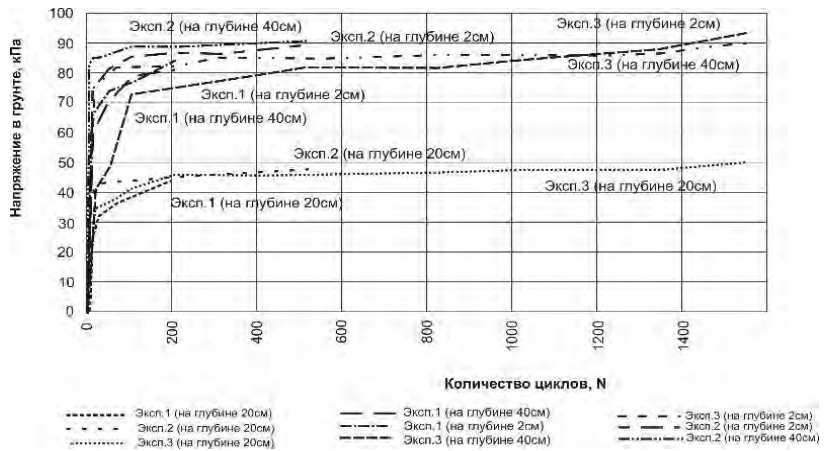 Напряжение в грунте, кПа
100
90
80
70
60
50
40
30
20
10
0
Эксп.2 (на глубине 40см)
Эксп.2 (на глубине 2см)
Эксп.3 (на глубине 2см)
Эксп.3 (на глубине 40см)
Эксп.1 (на глубине 2см)
Эксп.1 (на глубине 40см)
Эксп.2 (на глубине 20см)
Эксп.3 (на глубине 20см)
Эксп.1 (на глубине 20см)
0
200
400
600
800
1000
1200
1400
Количество циклов, N
Эксп.1 (на глубине 20см)
Эксп.2 (на глубине 20см)
Эксп.3 (на глубине 20см)
Эксп.1 (на глубине 40см)
Эксп.1 (на глубине 2см)
Эксп.3 (на глубине 40см)
Эксп.3 (на глубине 2см)
Эксп.2 (на глубине 2см)
Эксп.2 (на глубине 40см)